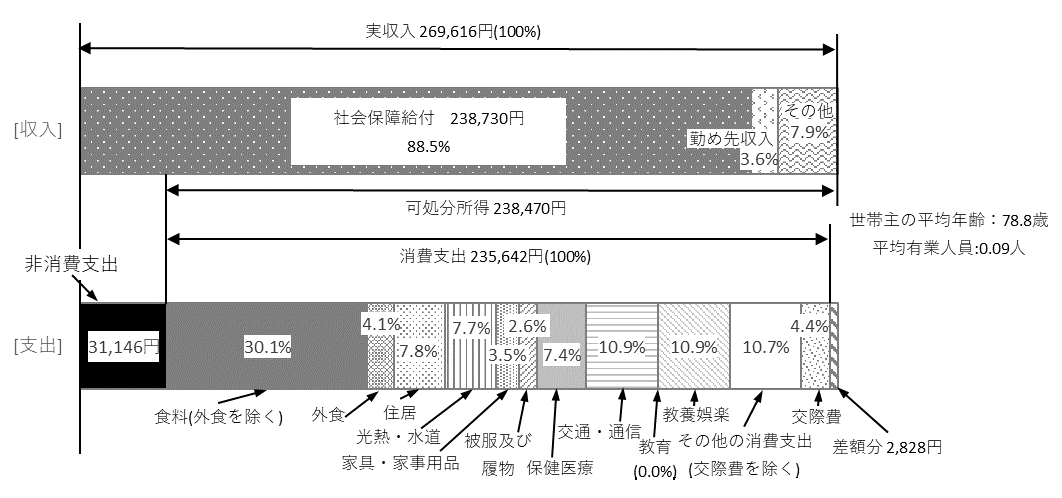 実収入 269,616円(100%)
[収入]
社会保障給付 238,730円
88.5%
勤め先収入
3.6%
その他
7.9%
可処分所得 238,470円
世帯主の平均年齢：78.8歳
平均有業人員:0.09人
消費支出 235,642円(100%)
非消費支出
[支出]
31,146円
30.1%
4.1%
7.8%
7.7%
3.5%
2.6%
7.4%
10.9%
10.9%
10.7%
4.4%
食料(外食を除く)
外食
住居
光熱・水道
家具・家事用品
被服及び
履物
保健医療
交通・通信
教育
(0.0%)
教養娯楽
その他の消費支出
(交際費を除く)
交際費
差額分 2,828円